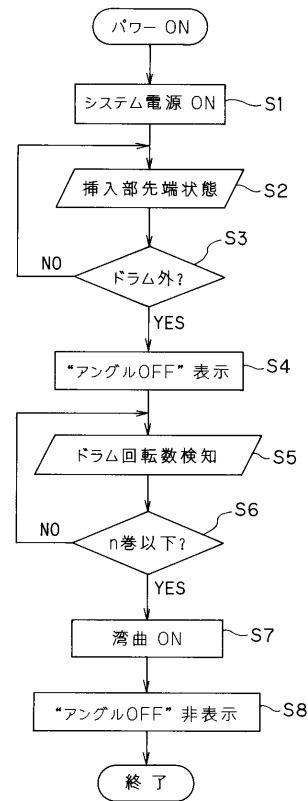 パワー ON
システム電源 ON
S1
挿入部先端状態
S2
S3
ドラム外?
NO
YES
"アングルOFF" 表示
S4
ドラム回転数検知
S5
S6
n巻以下?
NO
YES
湾曲 ON
S7
"アングルOFF" 非表示
S8
終了